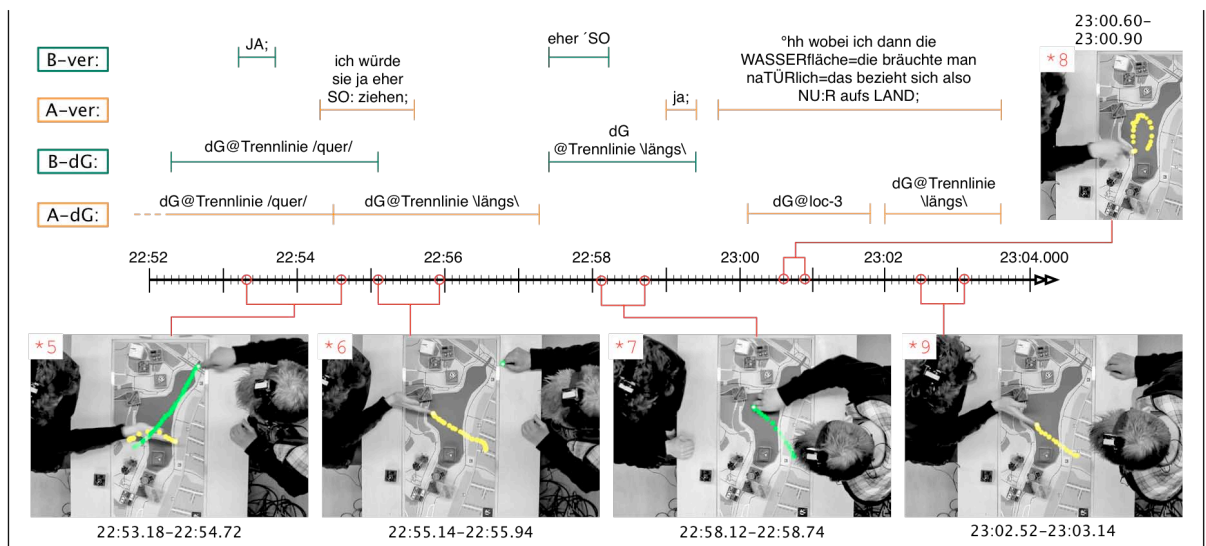 23:00.60–
23:00.90
B–ver:
JA;
eher ´SO
°hh wobei ich dann die
WASSERfläche=die bräuchte man
naTÜRlich=das bezieht sich also
NU:R aufs LAND;
*8
A–ver:
ich würde
sie ja eher
SO: ziehen;
ja;
B–dG:
dG@Trennlinie /quer/
dG
@Trennlinie \längs\
A–dG:
dG@Trennlinie /quer/
dG@Trennlinie \längs\
dG@loc-3
dG@Trennlinie
\längs\
22:52
22:54
22:56
22:58
23:00
23:02
23:04.000
*5
*6
*7
*9
22:53.18–22:54.72
22:55.14–22:55.94
22:58.12–22:58.74
23:02.52–23:03.14